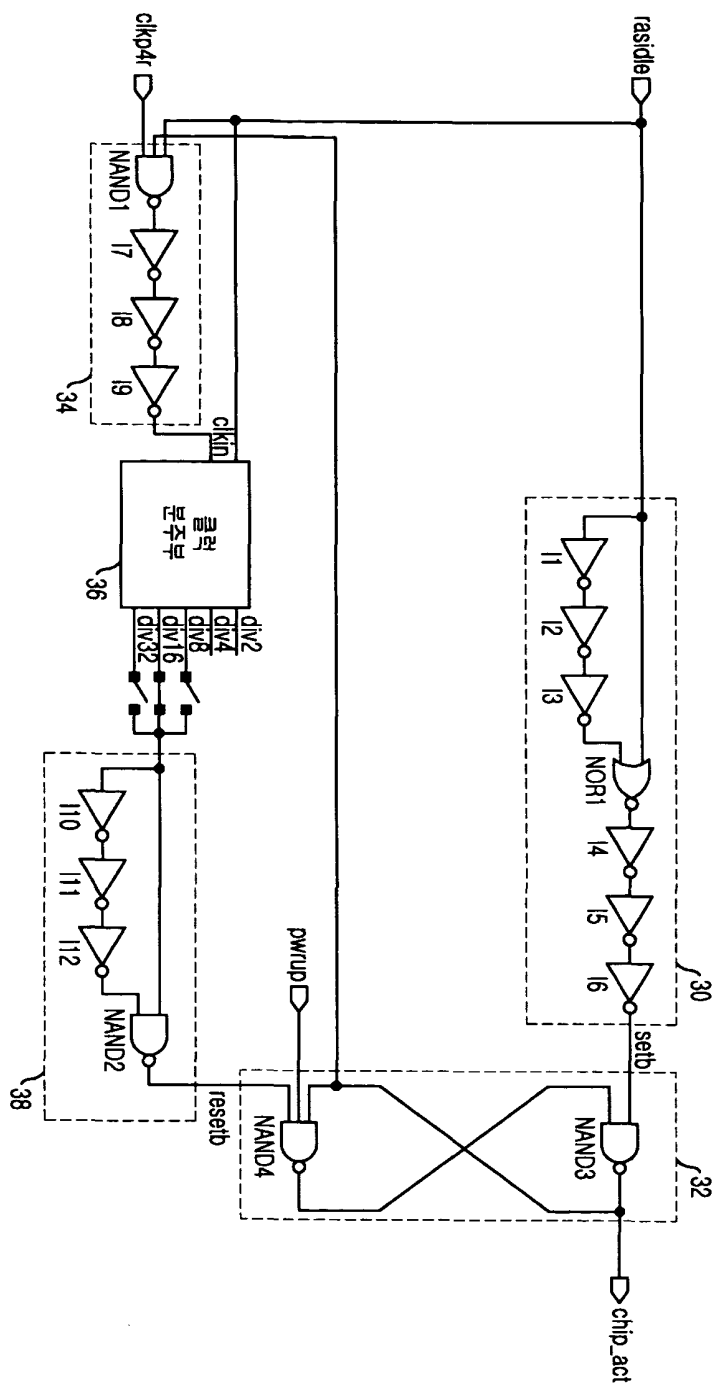 rasidle
I1
I2
I3
NOR1
I4
I5
I6
30
setb
32
NAND3
chip_act
pwrup
NAND4
resetb
clkp4r
NAND1
I7
I8
I9
34
clkin
클럭
분주부
36
div2
div4
div8
div16
div32
I10
I11
I12
NAND2
38